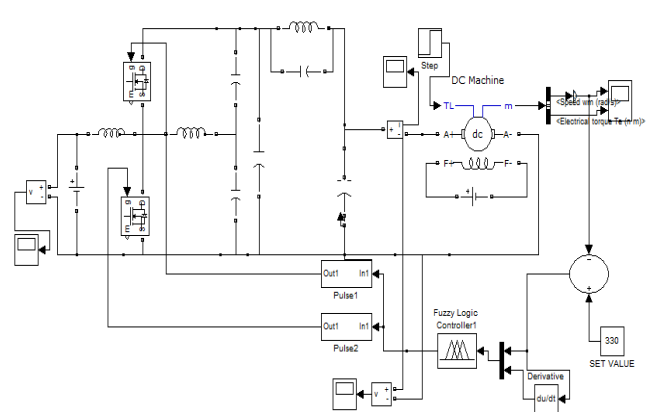 Step
DC Machine
g
D
m
S
i
+
-
TL
m
<Speed wm (rad/s)>
<Electrical torque Te (n m)>
A+
dc
A-
F+
F-
+
v
+
-
+
g
D
m
S
-
+
Out1
In1
Pulse1
Out1
In1
Pulse2
Fuzzy Logic
Controller1
330
SET VALUE
Derivative
du/dt
v
+
-